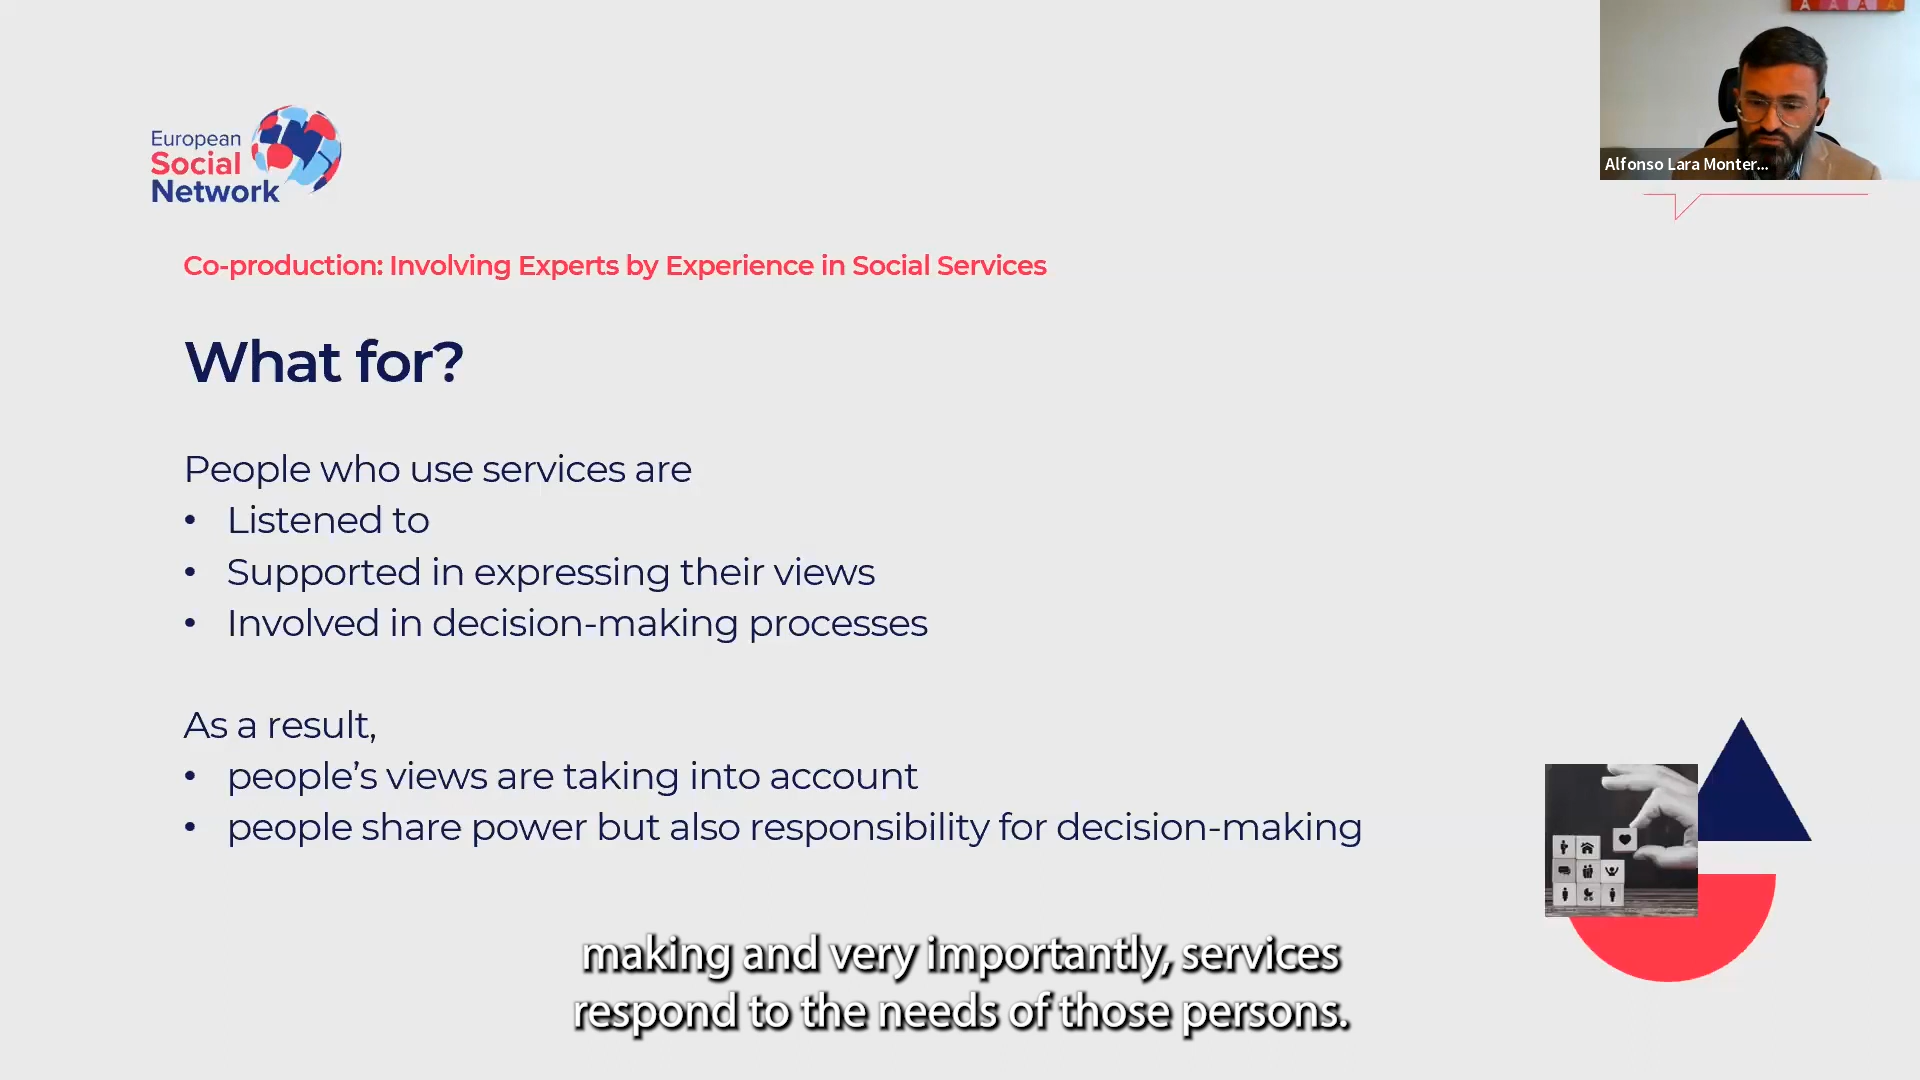 European
Social
Network
Alfonso Lara Monter...
Co-production: Involving Experts by Experience in Social Services
What for?
People who use services are
• Listened to
• Supported in expressing their views
• Involved in decision-making processes
As a result,
• people’s views are taking into account
• people share power but also responsibility for decision-making
making and very importantly, services
respond to the needs of those persons.